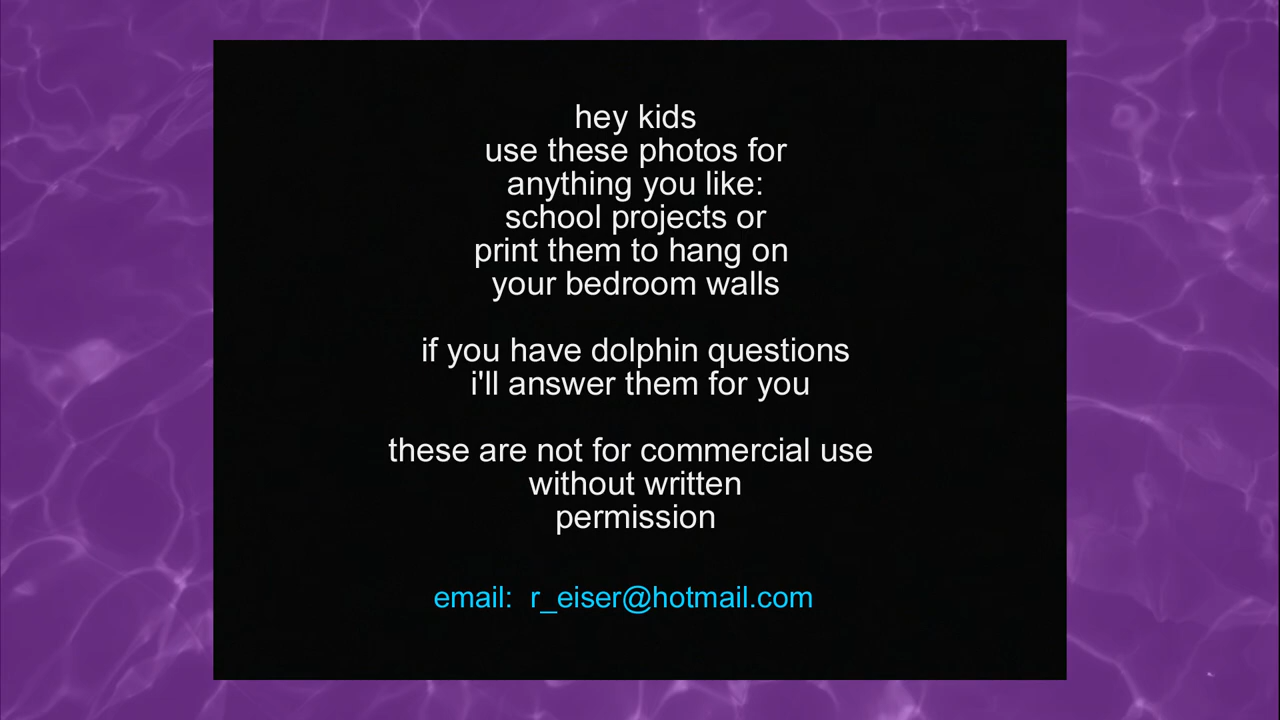 hey kids
use these photos for
anything you like:
school projects or
print them to hang on
your bedroom walls
if you have dolphin questions
i'll answer them for you
these are not for commercial use
without written
permission
email: r_eiser@hotmail.com